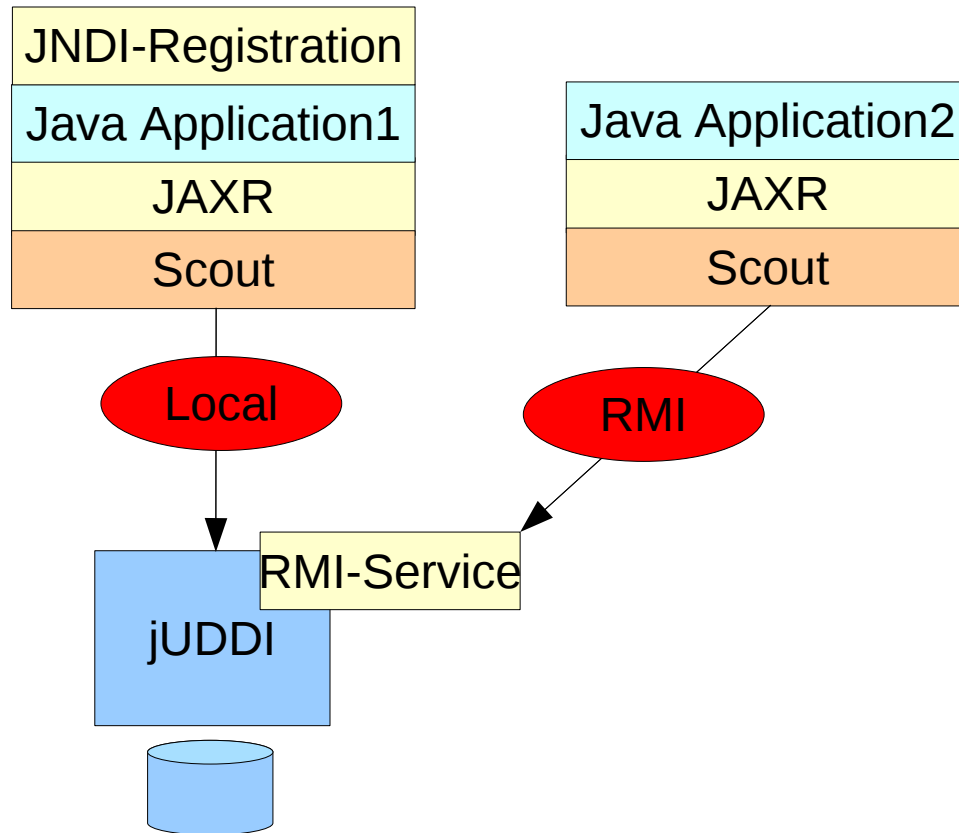 JNDI-Registration
Java Application1
JAXR
Scout
Java Application2
JAXR
Scout
Local
RMI
RMI-Service
jUDDI